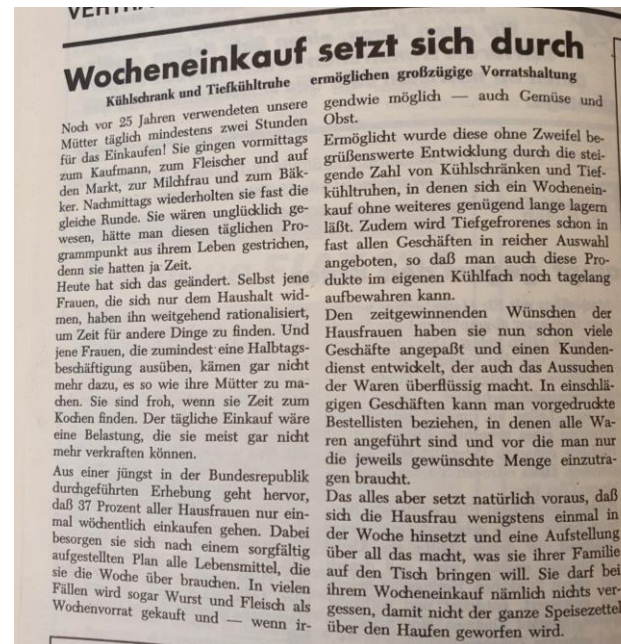 Wocheneinkauf setzt sich durch
Kühlschrank und Tiefkühltruhe ermöglichen großzügige Vorratshaltung
Noch vor 25 Jahren verwendeten unsere
Mütter täglich mindestens zwei Stunden
für das Einkaufen! Sie gingen vormittags
zum Kaufmann, zum Fleischer und auf
den Markt, zur Milchfrau und zum Bäk-
ker. Nachmittags wiederholten sie fast die
gleiche Runde. Sie wären unglücklich ge-
wesen, hätte man diesen täglichen Pro-
grammpunkt aus ihrem Leben gestrichen,
denn sie hatten ja Zeit.
Heute hat sich das geändert. Selbst jene
Frauen, die sich nur dem Haushalt wid-
men, haben ihn weitgehend rationalisiert,
um Zeit für andere Dinge zu finden. Und
jene Frauen, die zumindest eine Halbtags-
beschäftigung ausüben, kämen gar nicht
mehr dazu, es so wie ihre Mütter zu ma-
chen. Sie sind froh, wenn sie Zeit zum
Kochen finden. Der tägliche Einkauf wäre
eine Belastung, die sie meist gar nicht
mehr verkraften können.
Aus einer jüngst in der Bundesrepublik
durchgeführten Erhebung geht hervor,
daß 37 Prozent aller Hausfrauen nur ein-
mal wöchentlich einkaufen gehen. Dabei
besorgen sie sich nach einem sorgfältig
aufgestellten Plan alle Lebensmittel, die
sie die Woche über brauchen. In vielen
Fällen wird sogar Wurst und Fleisch als
Wochenvorrat gekauft und — wenn ir-
gendwie möglich — auch Gemüse und
Obst.
Ermöglicht wurde diese ohne Zweifel be-
grüßenswerte Entwicklung durch die stei-
gende Zahl von Kühlschränken und Tief-
kühltruhen, in denen sich ein Wochenein-
kauf ohne weiteres genügend lange lagern
läßt. Zudem wird Tiefgefrorenes schon in
fast allen Geschäften in reicher Auswahl
angeboten, so daß man auch diese Pro-
dukte im eigenen Kühlfach noch tagelang
aufbewahren kann.
Den zeitgewinnenden Wünschen der
Hausfrauen haben sie nun schon viele
Geschäfte angepaßt und einen Kunden-
dienst entwickelt, der auch das Aussuchen
der Waren überflüssig macht. In einschlä-
gigen Geschäften kann man vorgedruckte
Bestellisten beziehen, in denen alle Wa-
ren angeführt sind und vor die man nur
die jeweils gewünschte Menge einzutra-
gen braucht.
Das alles aber setzt natürlich voraus, daß
sich die Hausfrau wenigstens einmal in
der Woche hinsetzt und eine Aufstellung
über all das macht, was sie ihrer Familie
auf den Tisch bringen will. Sie darf bei
ihrem Wocheneinkauf nämlich nichts ver-
gessen, damit nicht der ganze Speisezettel
über den Haufen geworfen wird.